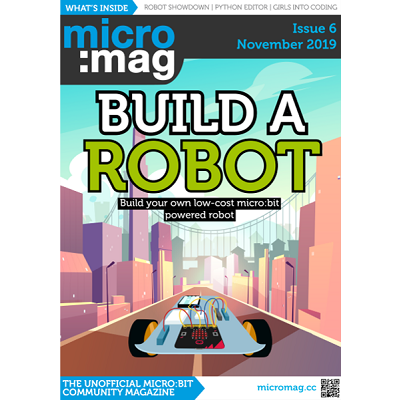 WHAT'S INSIDE
ROBOT SHOWDOWN | PYTHON EDITOR | GIRLS INTO CODING
micro
:mag
Issue 6
November 2019
BUILD A
ROBOT
Build your own low-cost micro:bit
powered robot
THE UNOFFICIAL MICRO:BIT
COMMUNITY MAGAZINE
micromag.cc